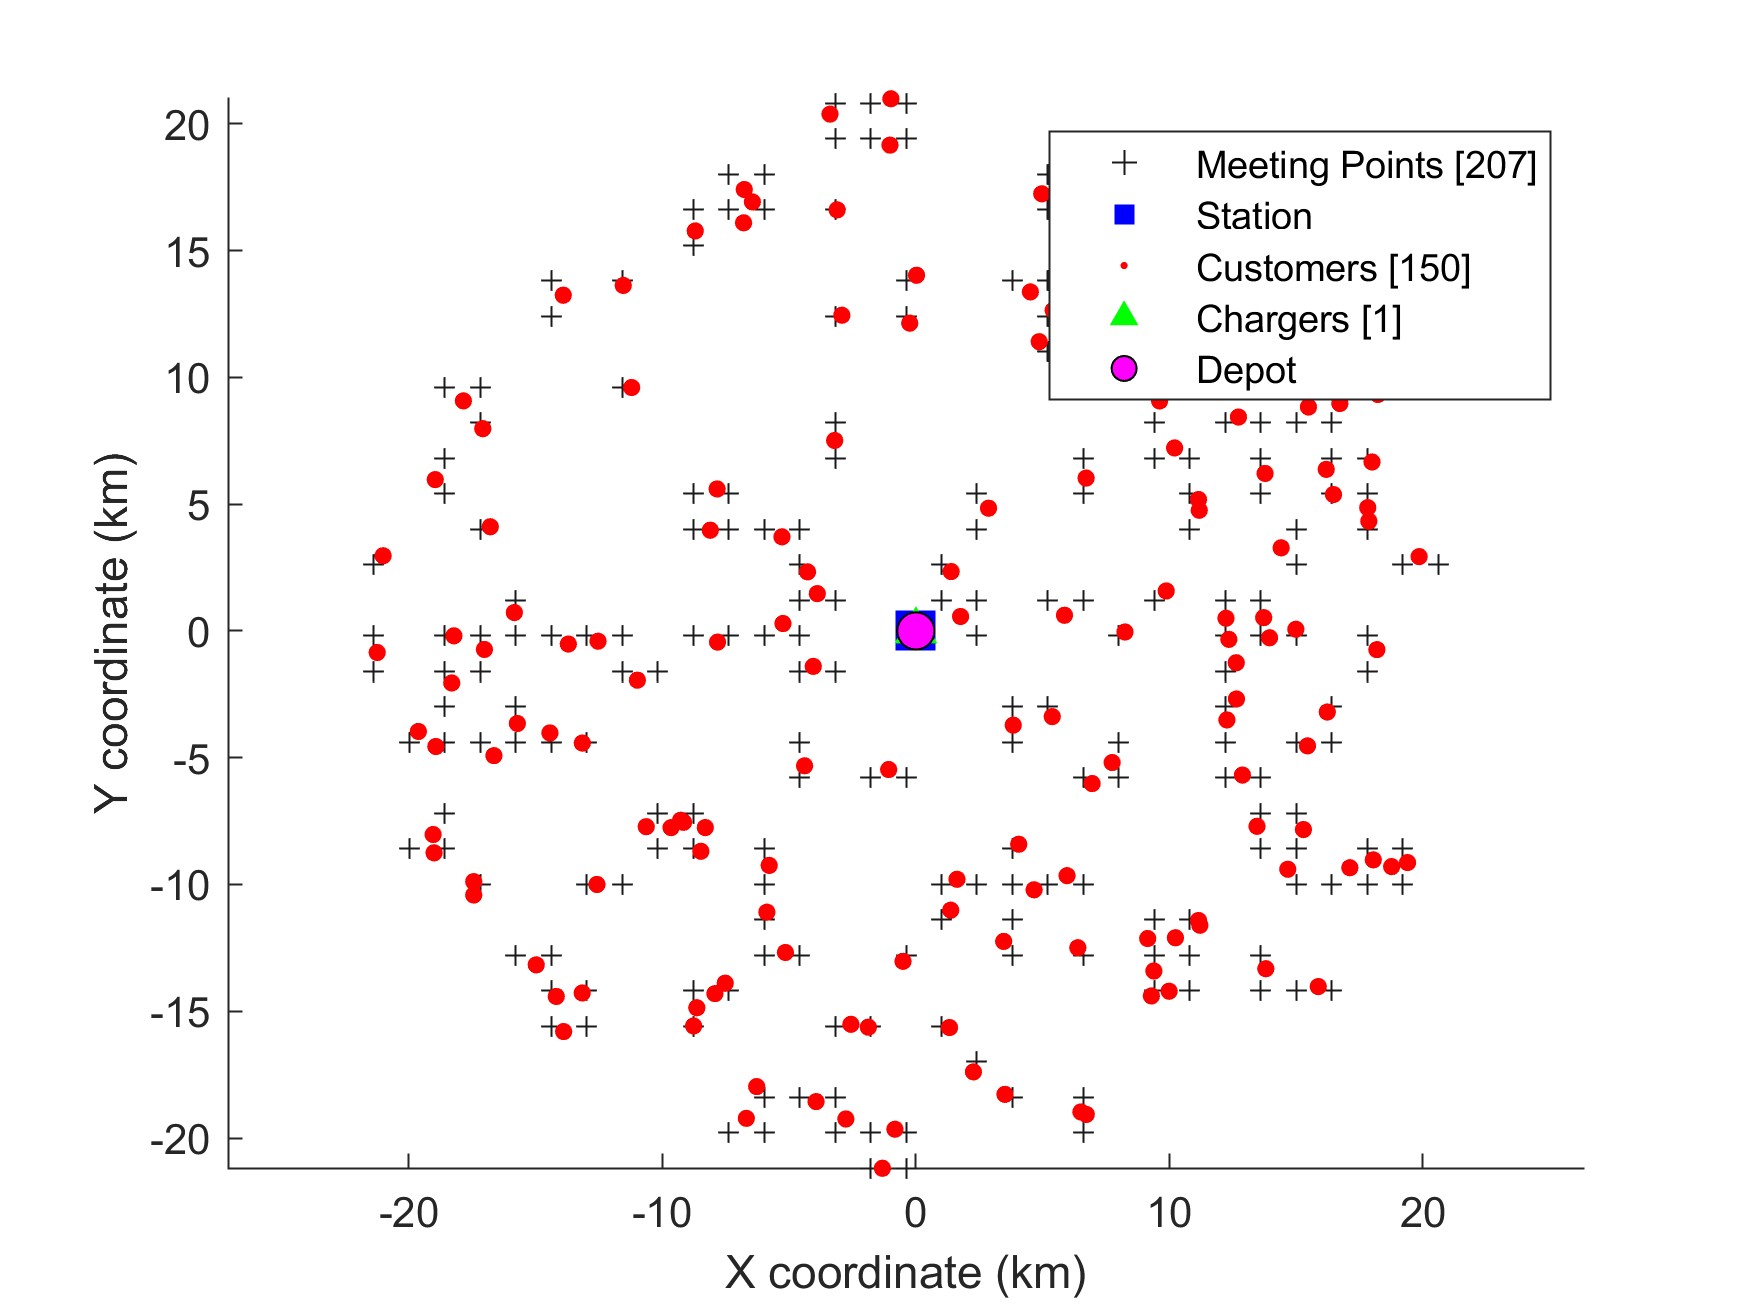 20
15
10
5
0
-5
-10
-15
-20
Y coordinate (km)
Meeting Points [207]
Station
Customers [150]
Chargers [1]
Depot
-20 -10 0 10 20
X coordinate (km)